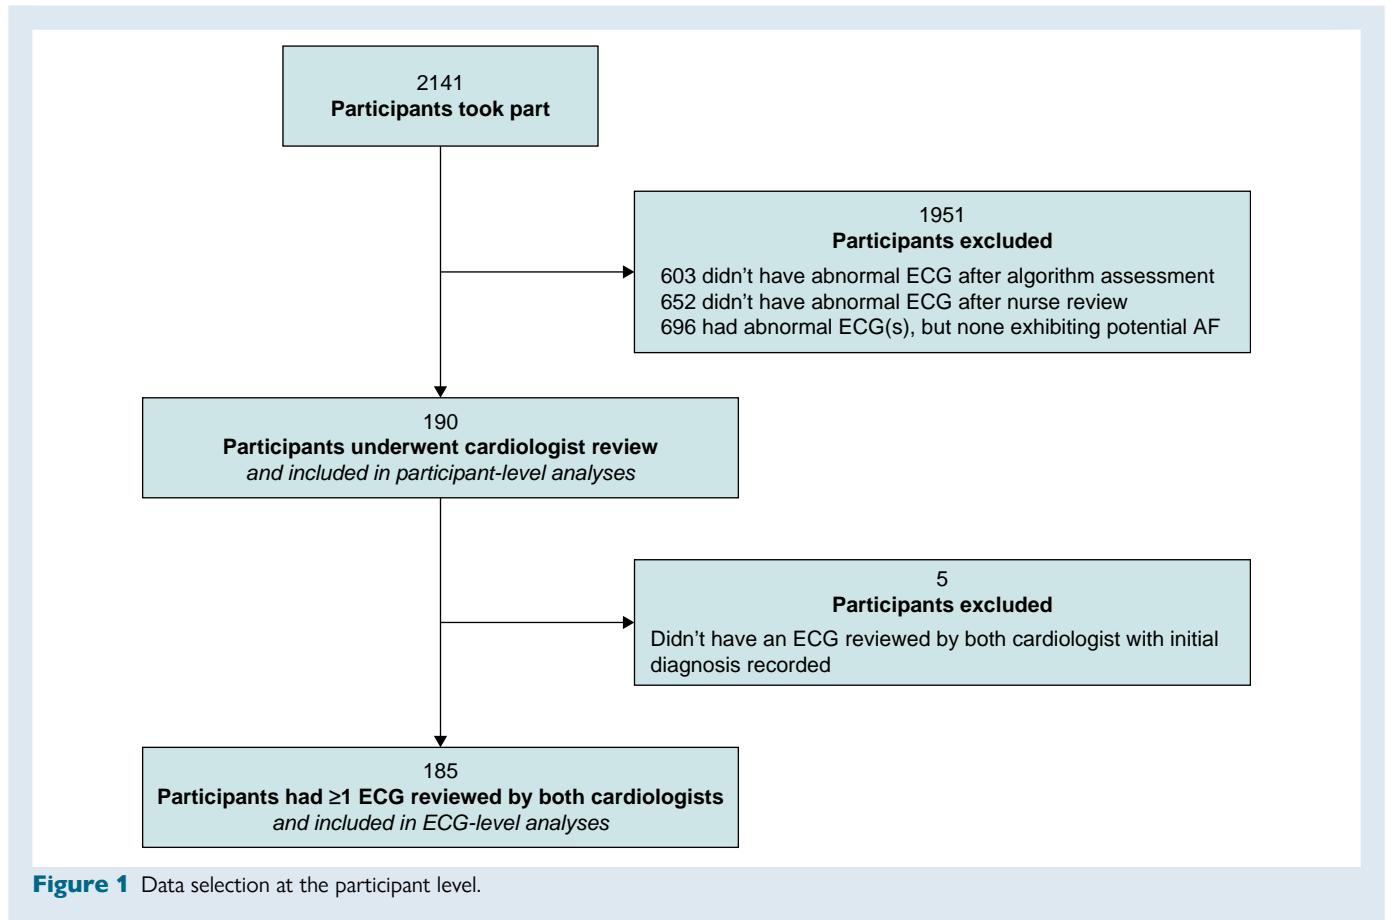 2141
Participants took part
1951
Participants excluded
603 didn't have abnormal ECG after algorithm assessment
652 didn't have abnormal ECG after nurse review
696 had abnormal ECG(s), but none exhibiting potential AF
190
Participants underwent cardiologist review
and included in participant-level analyses
5
Participants excluded
Didn't have an ECG reviewed by both cardiologist with initial
diagnosis recorded
185
Participants had ≥1 ECG reviewed by both cardiologists
and included in ECG-level analyses
Figure 1 Data selection at the participant level.